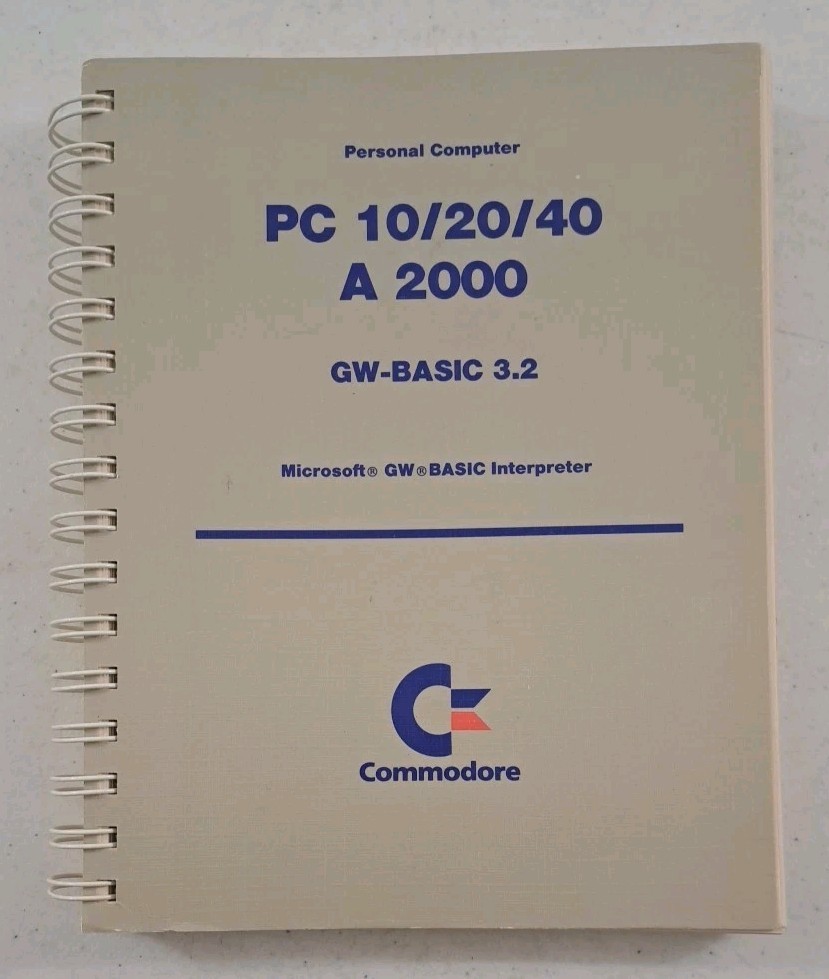 Personal Computer
PC 10/20/40
A 2000
GW-BASIC 3.2
Microsoft® GW®BASIC Interpreter
Commodore